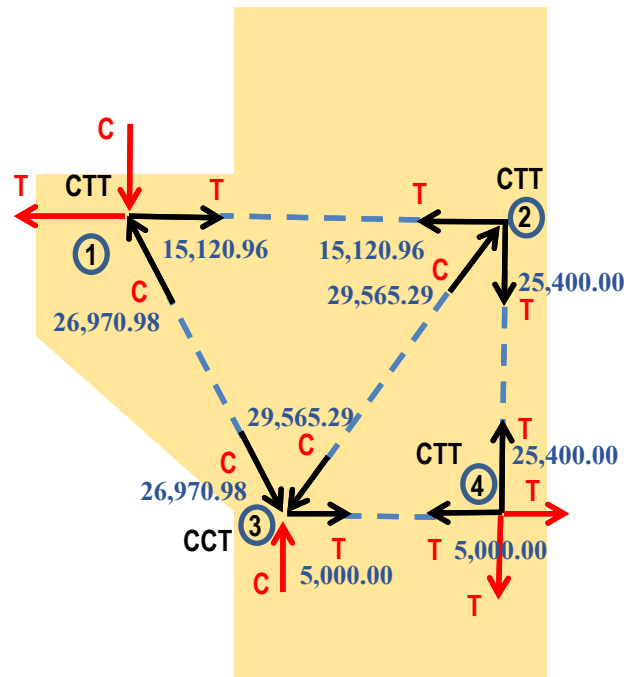 C
T
CTT
T
T
CTT
1
2
15,120.96
15,120.96
C
C
29,565.29
25,400.00
26,970.98
T
29,565.29
C
C
T
CTT
25,400.00
26,970.98
4
T
3
CCT
T
T
5,000.00
C
5,000.00
T